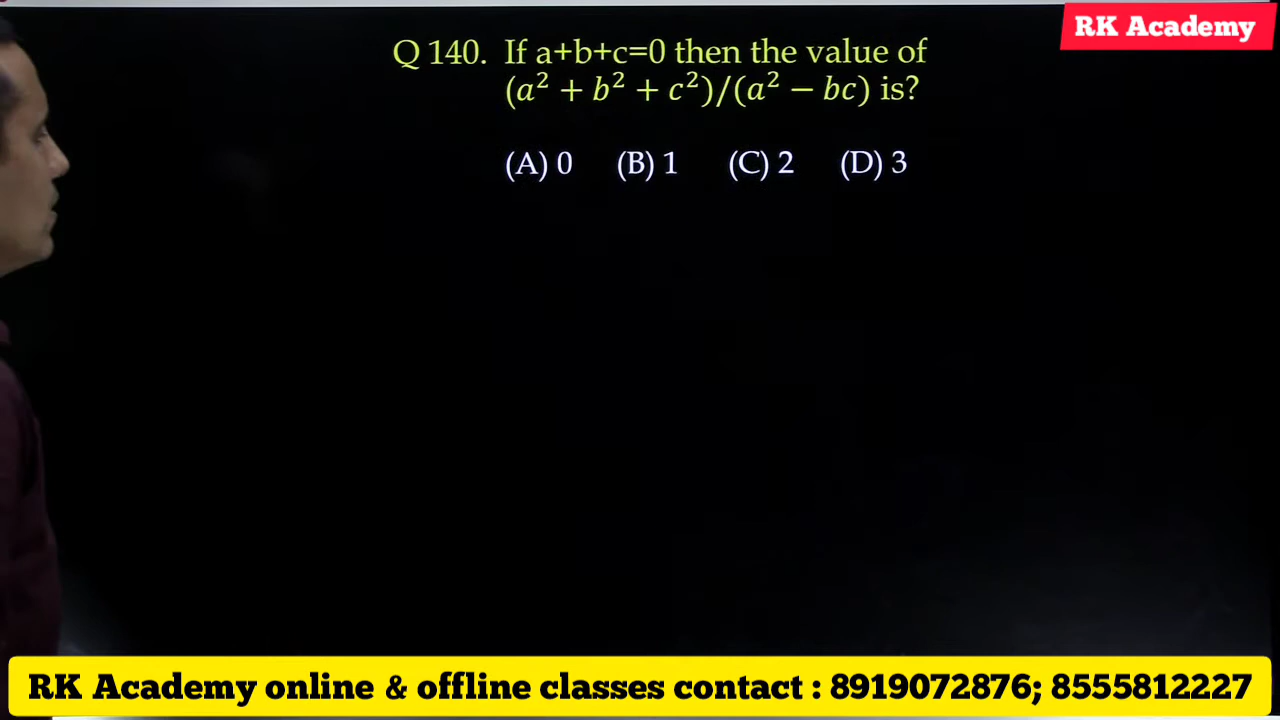 RK Academy
Q 140. If a+b+c=0 then the value of
(a² + b² + c²)/(a² − bc) is?
(A) 0 (B) 1 (C) 2 (D) 3
RK Academy online & offline classes contact : 8919072876; 8555812227